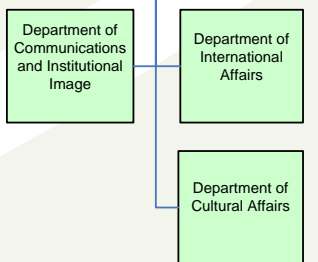 Department of
Communications
and Institutional
Image
Department of
International
Affairs
Department of
Cultural Affairs